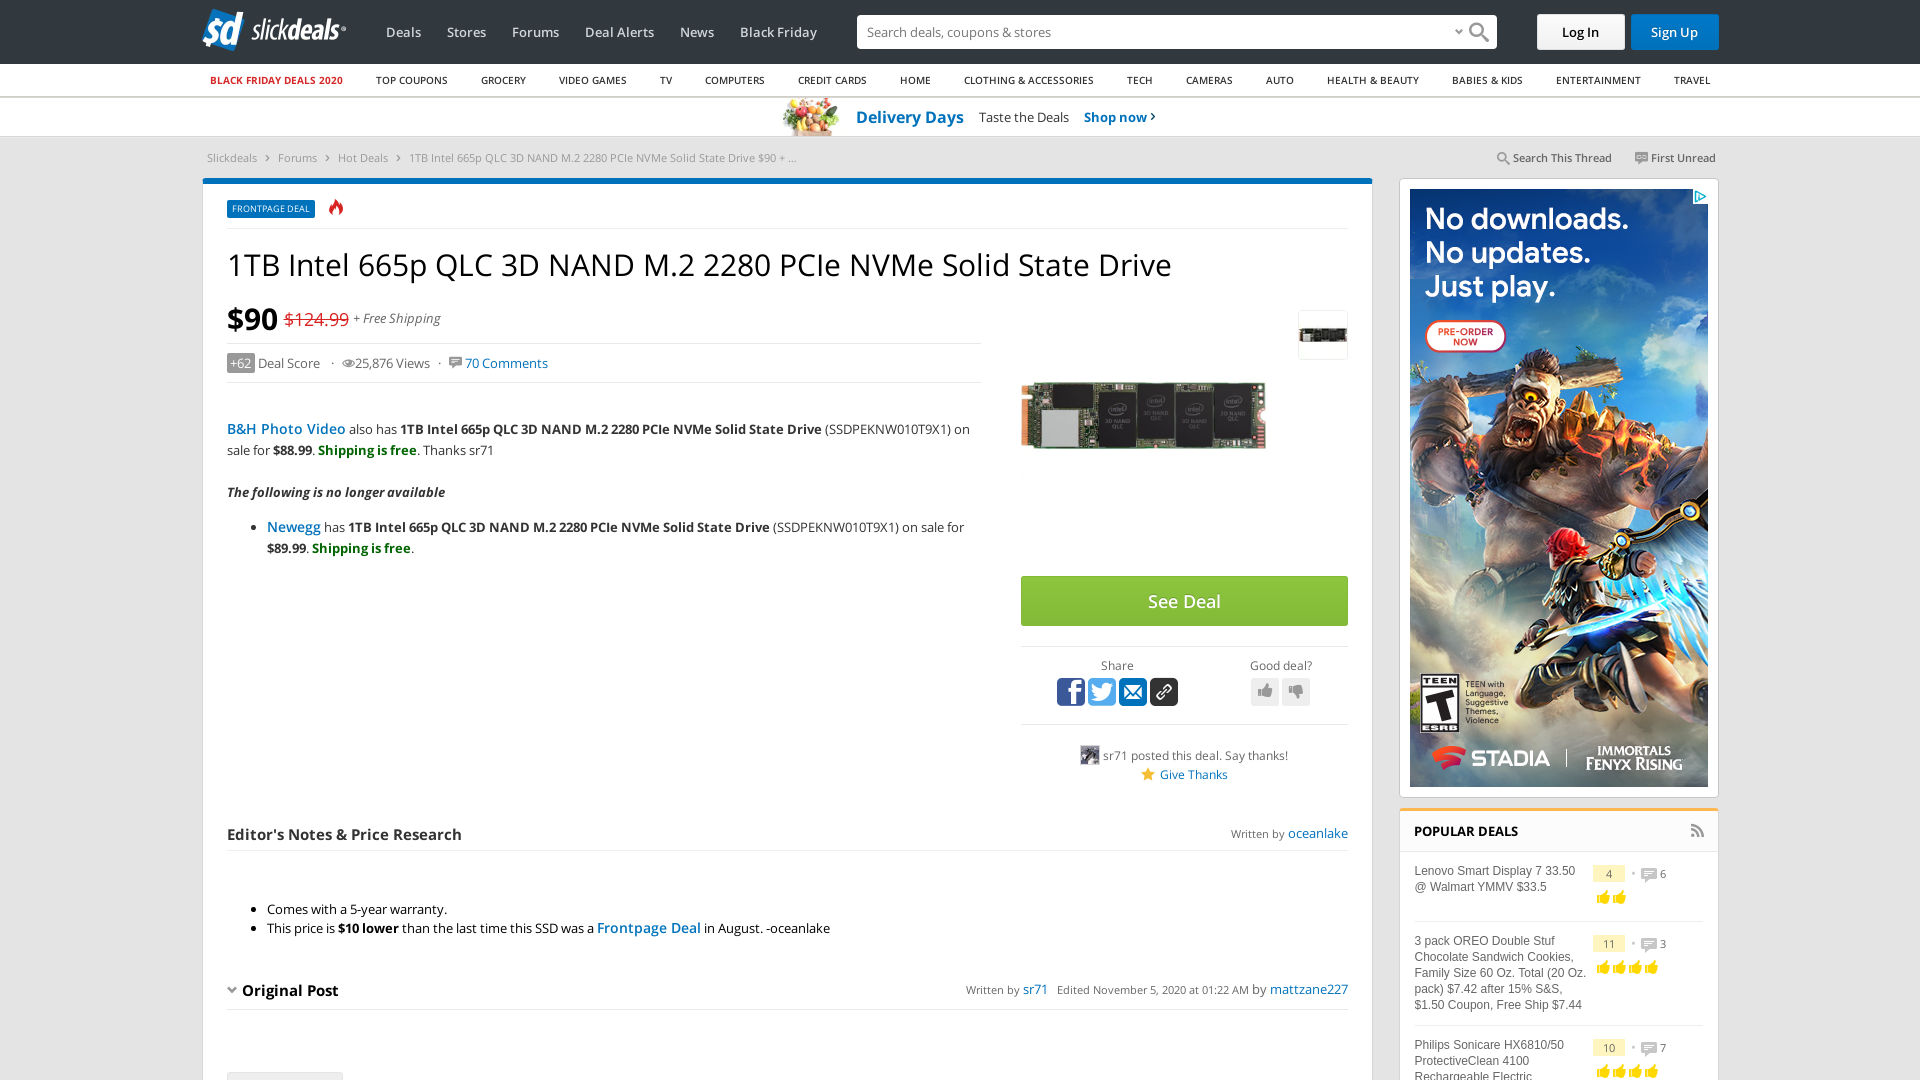 slickdeals
Deals
Stores
Forums
Deal Alerts
News
Black Friday
Search deals, coupons & stores
Log In
Sign Up
BLACK FRIDAY DEALS 2020
TOP COUPONS
GROCERY
VIDEO GAMES
TV
COMPUTERS
CREDIT CARDS
HOME
CLOTHING & ACCESSORIES
TECH
CAMERAS
AUTO
HEALTH & BEAUTY
BABIES & KIDS
ENTERTAINMENT
TRAVEL
Delivery Days Taste the Deals Shop now ›
Slickdeals › Forums › Hot Deals › 1TB Intel 665p QLC 3D NAND M.2 2280 PCIe NVMe Solid State Drive $90 + ...
Search This Thread
First Unread
FRONTPAGE DEAL
1TB Intel 665p QLC 3D NAND M.2 2280 PCIe NVMe Solid State Drive
$90 $124.99 + Free Shipping
+62 Deal Score · 25,876 Views · 70 Comments
B&H Photo Video also has 1TB Intel 665p QLC 3D NAND M.2 2280 PCIe NVMe Solid State Drive (SSDPEKNW010T9X1) on
sale for $88.99. Shipping is free. Thanks sr71
The following is no longer available
• Newegg has 1TB Intel 665p QLC 3D NAND M.2 2280 PCIe NVMe Solid State Drive (SSDPEKNW010T9X1) on sale for
$89.99. Shipping is free.
See Deal
Share
Good deal?
sr71 posted this deal. Say thanks!
Give Thanks
Editor's Notes & Price Research
Written by oceanlake
• Comes with a 5-year warranty.
• This price is $10 lower than the last time this SSD was a Frontpage Deal in August. -oceanlake
Original Post
Written by sr71 Edited November 5, 2020 at 01:22 AM by mattzane227
No downloads.
No updates.
Just play.
PRE-ORDER
NOW
TEEN
T
ESRB
TEEN with
Language,
Suggestive
Themes,
Violence
STADIA
IMMORTALS
FENYX RISING
POPULAR DEALS
Lenovo Smart Display 7 33.50
@ Walmart YMMV $33.5
4 • 6
3 pack OREO Double Stuf
Chocolate Sandwich Cookies,
Family Size 60 Oz. Total (20 Oz.
pack) $7.42 after 15% S&S,
$1.50 Coupon, Free Ship $7.44
11 • 3
Philips Sonicare HX6810/50
ProtectiveClean 4100
Rechargeable Electric
10 • 7